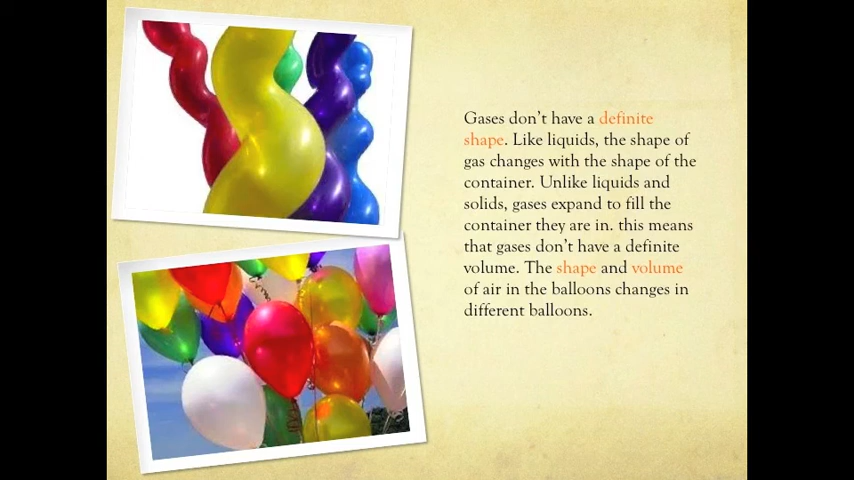 Gases don't have a definite
shape. Like liquids, the shape of
gas changes with the shape of the
container. Unlike liquids and
solids, gases expand to fill the
container they are in. this means
that gases don't have a definite
volume. The shape and volume
of air in the balloons changes in
different balloons.